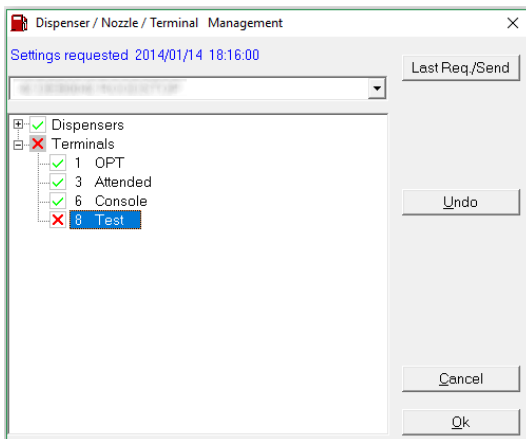 Dispenser / Nozzle / Terminal Management
Settings requested 2014/01/14 18:16:00
Last Req./Send
Dispensers
Terminals
1 OPT
3 Attended
6 Console
8 Test
Undo
Cancel
Ok